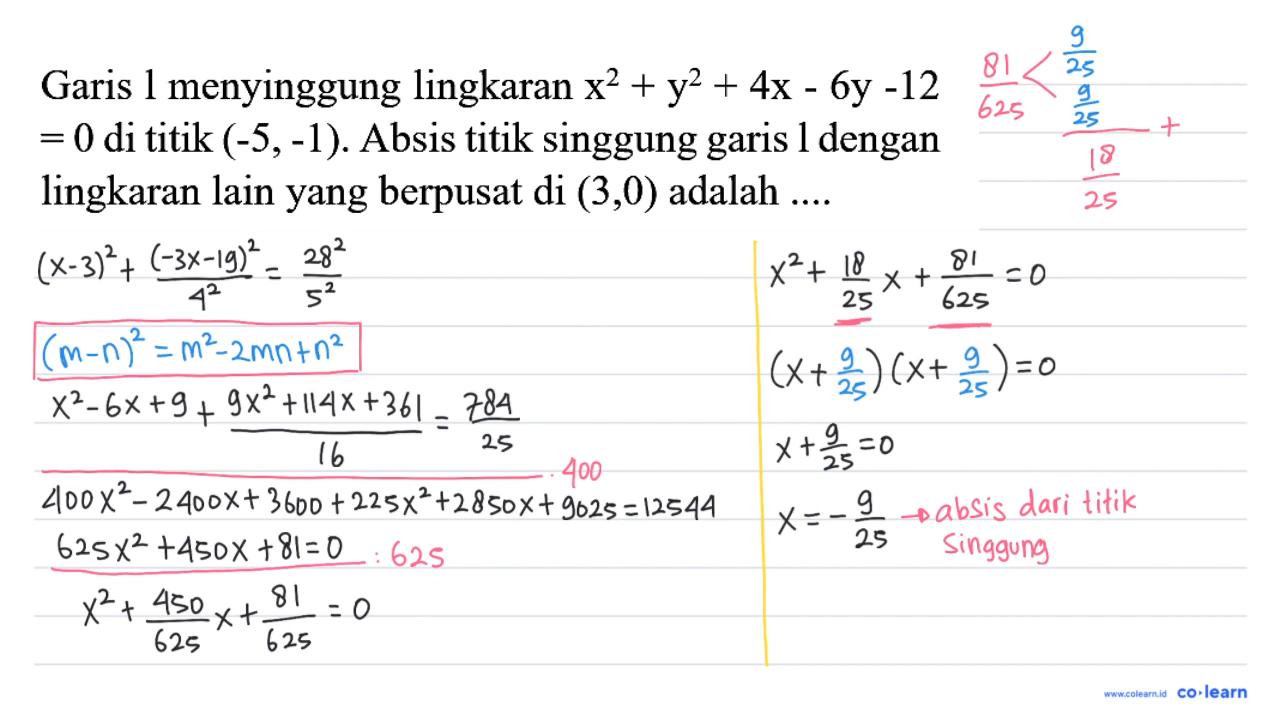 Garis l menyinggung lingkaran x² + y² + 4x - 6y -12
= 0 di titik (-5, -1). Absis titik singgung garis l dengan
lingkaran lain yang berpusat di (3,0) adalah ....
81/625 < 9/25
9/25 +
18/25
(x-3)² + (-3x-19)²/4² = 28²/5²
(m-n)² = m²-2mn+n²
x²-6x+9 + (9x²+114x+361)/16 = 784/25
. 400
400x²-2400x+3600+225x²+2850x+9025=12544
625x²+450x+81=0 : 625
x² + 450/625 x + 81/625 = 0
x² + 18/25 x + 81/625 = 0
(x + 9/25)(x + 9/25) = 0
x + 9/25 = 0
x = - 9/25 → absis dari titik
singgung
www.colearn.id co·learn